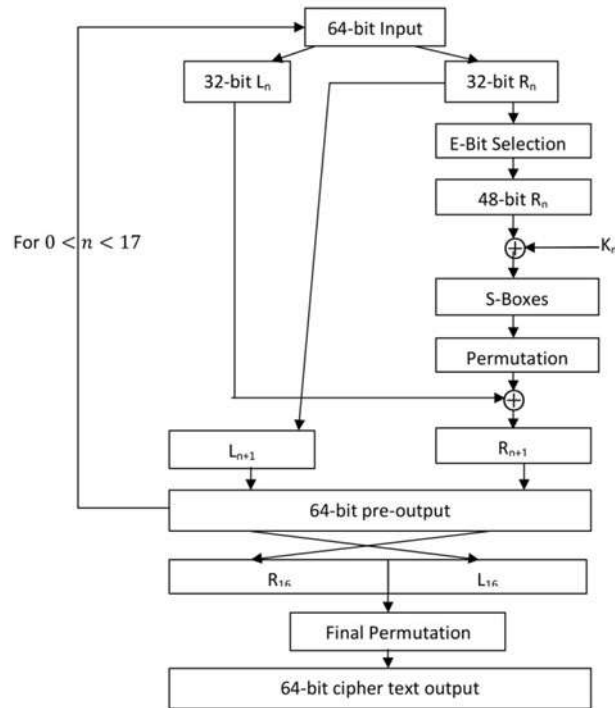 64-bit Input
32-bit Lₙ
32-bit Rₙ
E-Bit Selection
48-bit Rₙ
For 0 < n < 17
Kₙ
S-Boxes
Permutation
Lₙ₊₁
Rₙ₊₁
64-bit pre-output
R₁₆
L₁₆
Final Permutation
64-bit cipher text output